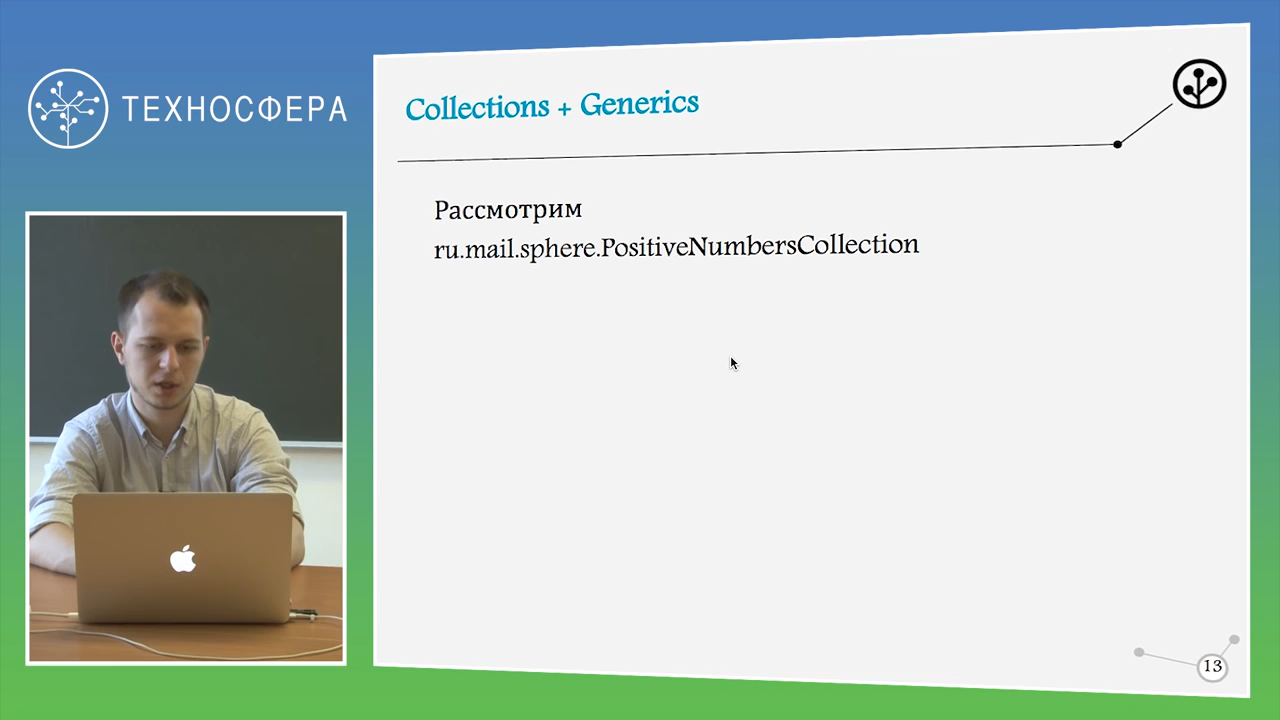 ТЕХНОСФЕРА
Collections + Generics
Рассмотрим
ru.mail.sphere.PositiveNumbersCollection
13